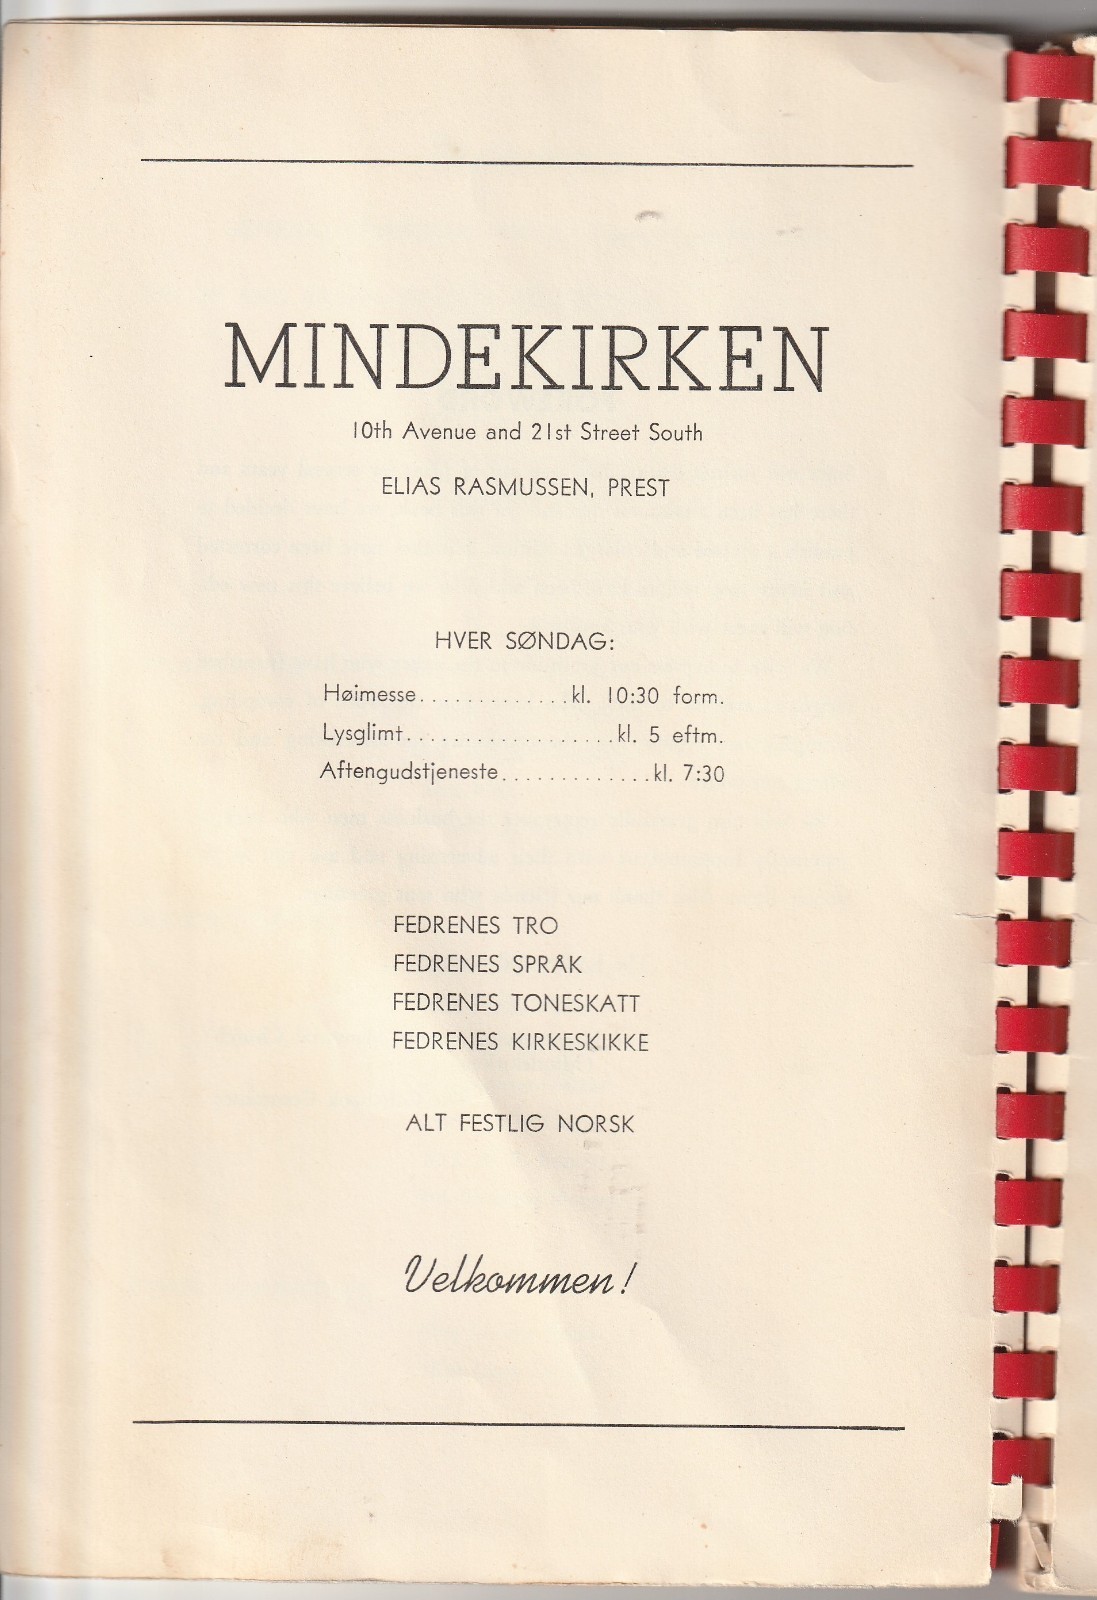 MINDEKIRKEN
10th Avenue and 21st Street South
ELIAS RASMUSSEN, PREST
HVER SØNDAG:
Høimesse.............kl. 10:30 form.
Lysglimt..................kl. 5 eftm.
Aftengudstjeneste.............kl. 7:30
FEDRENES TRO
FEDRENES SPRÅK
FEDRENES TONESKATT
FEDRENES KIRKESKIKKE
ALT FESTLIG NORSK
Velkommen!